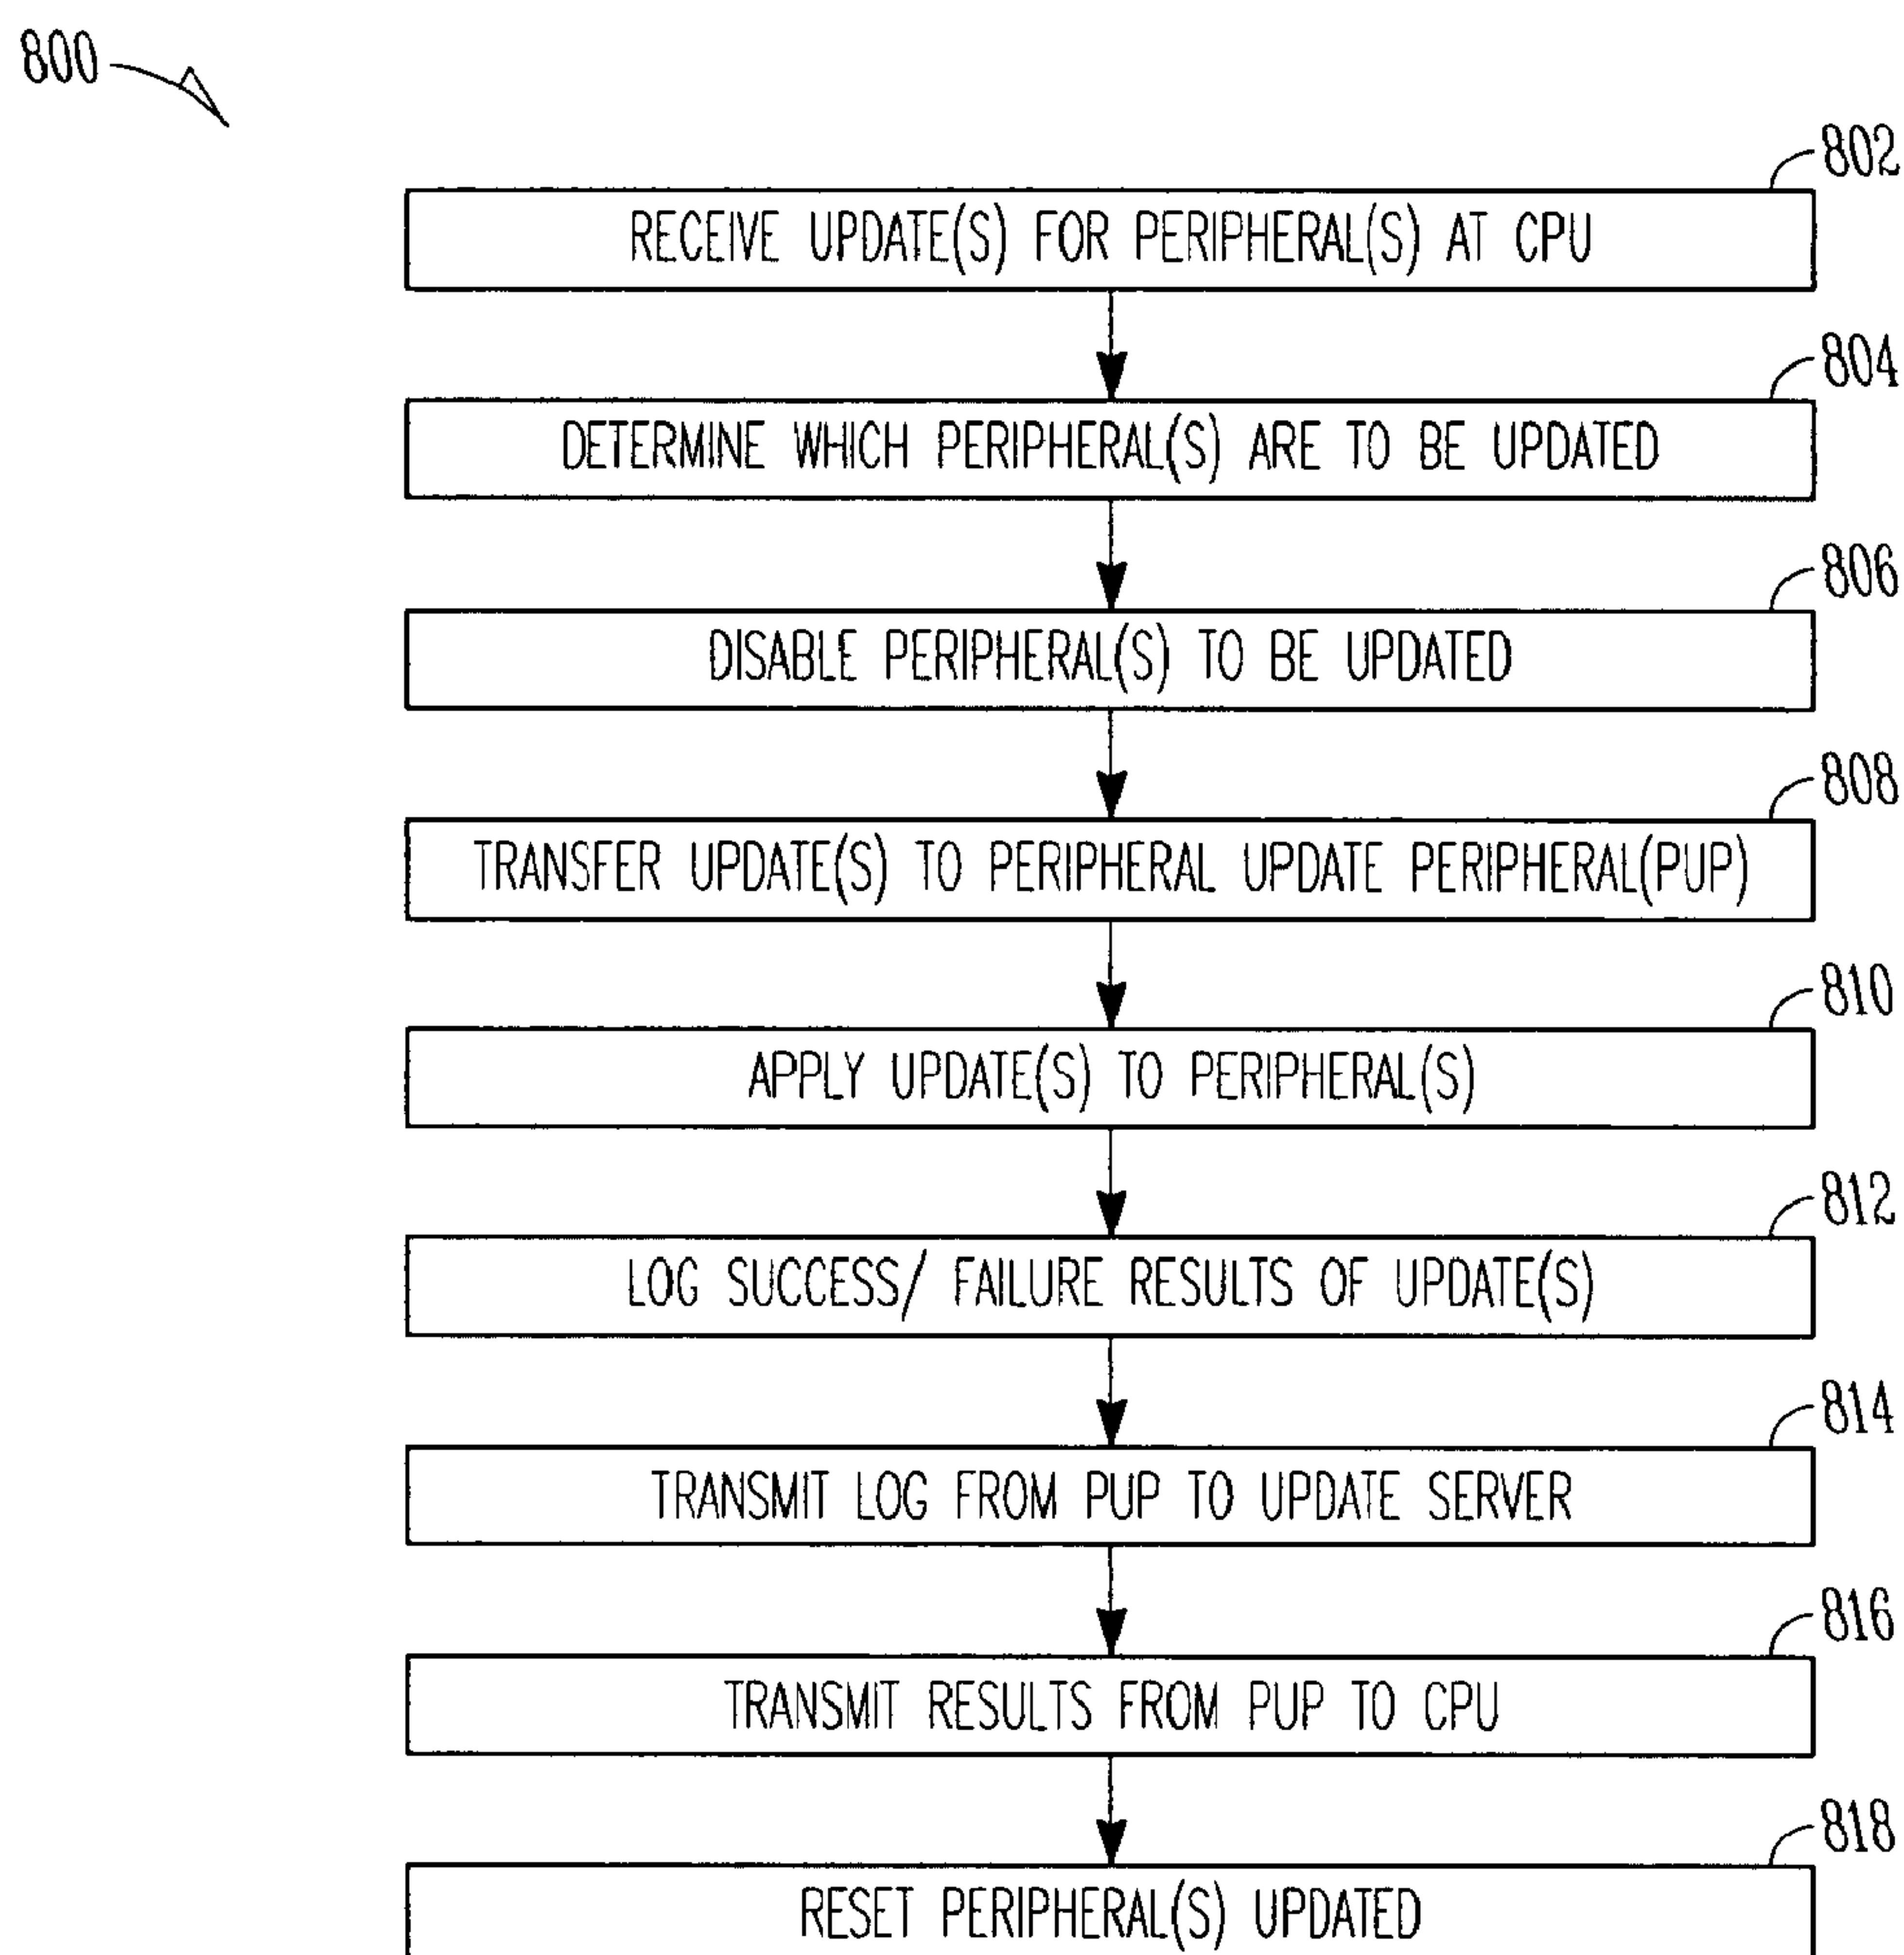 800
802
RECEIVE UPDATE(S) FOR PERIPHERAL(S) AT CPU
804
DETERMINE WHICH PERIPHERAL(S) ARE TO BE UPDATED
806
DISABLE PERIPHERAL(S) TO BE UPDATED
808
TRANSFER UPDATE(S) TO PERIPHERAL UPDATE PERIPHERAL(PUP)
810
APPLY UPDATE(S) TO PERIPHERAL(S)
812
LOG SUCCESS/ FAILURE RESULTS OF UPDATE(S)
814
TRANSMIT LOG FROM PUP TO UPDATE SERVER
816
TRANSMIT RESULTS FROM PUP TO CPU
818
RESET PERIPHERAL(S) UPDATED